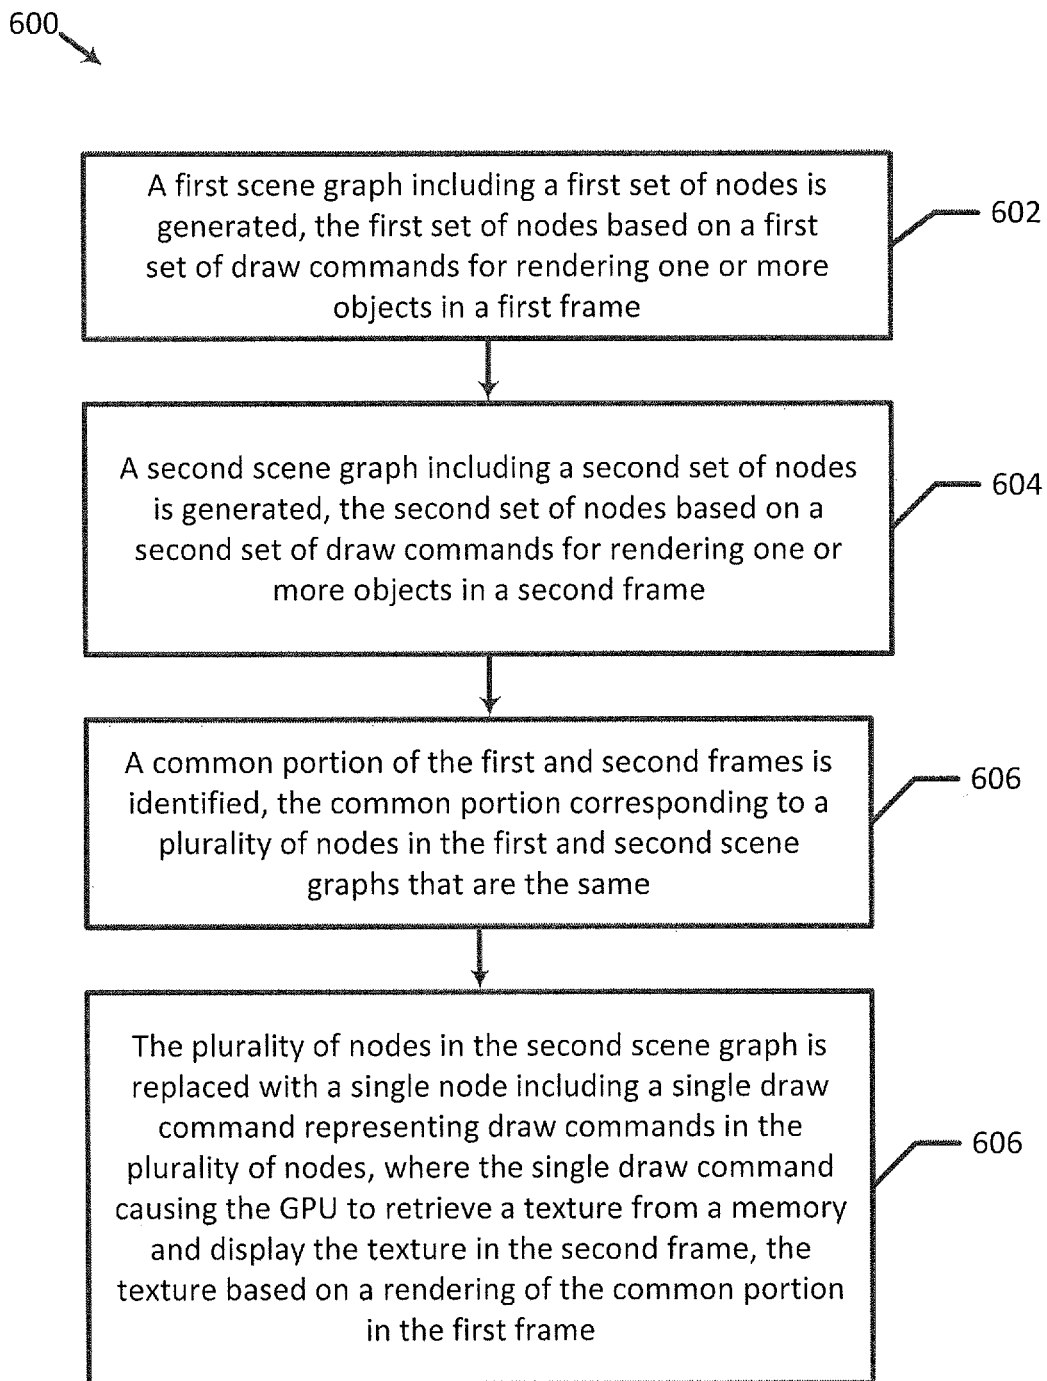 600
A first scene graph including a first set of nodes is
generated, the first set of nodes based on a first
set of draw commands for rendering one or more
objects in a first frame
602
A second scene graph including a second set of nodes
is generated, the second set of nodes based on a
second set of draw commands for rendering one or
more objects in a second frame
604
A common portion of the first and second frames is
identified, the common portion corresponding to a
plurality of nodes in the first and second scene
graphs that are the same
606
The plurality of nodes in the second scene graph is
replaced with a single node including a single draw
command representing draw commands in the
plurality of nodes, where the single draw command
causing the GPU to retrieve a texture from a memory
and display the texture in the second frame, the
texture based on a rendering of the common portion
in the first frame
606